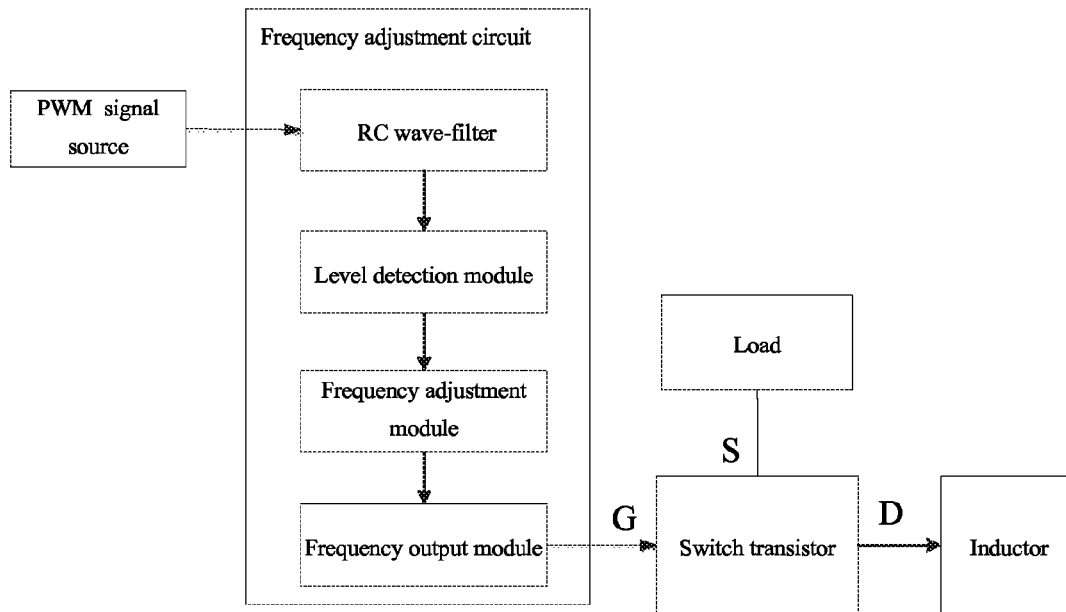 Frequency adjustment circuit
PWM signal
source
RC wave-filter
Level detection module
Load
Frequency adjustment
module
S
G
D
Frequency output module
Switch transistor
Inductor